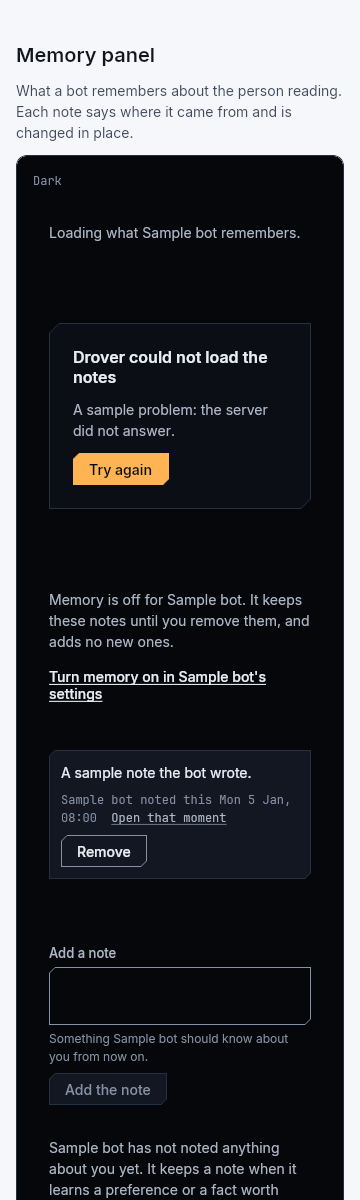 Memory panel
What a bot remembers about the person reading.
Each note says where it came from and is
changed in place.
Dark
Loading what Sample bot remembers.
Drover could not load the
notes
A sample problem: the server
did not answer.
Try again
Memory is off for Sample bot. It keeps
these notes until you remove them, and
adds no new ones.
Turn memory on in Sample bot's
settings
A sample note the bot wrote.
Sample bot noted this Mon 5 Jan,
08:00 Open that moment
Remove
Add a note
Something Sample bot should know about
you from now on.
Add the note
Sample bot has not noted anything
about you yet. It keeps a note when it
learns a preference or a fact worth